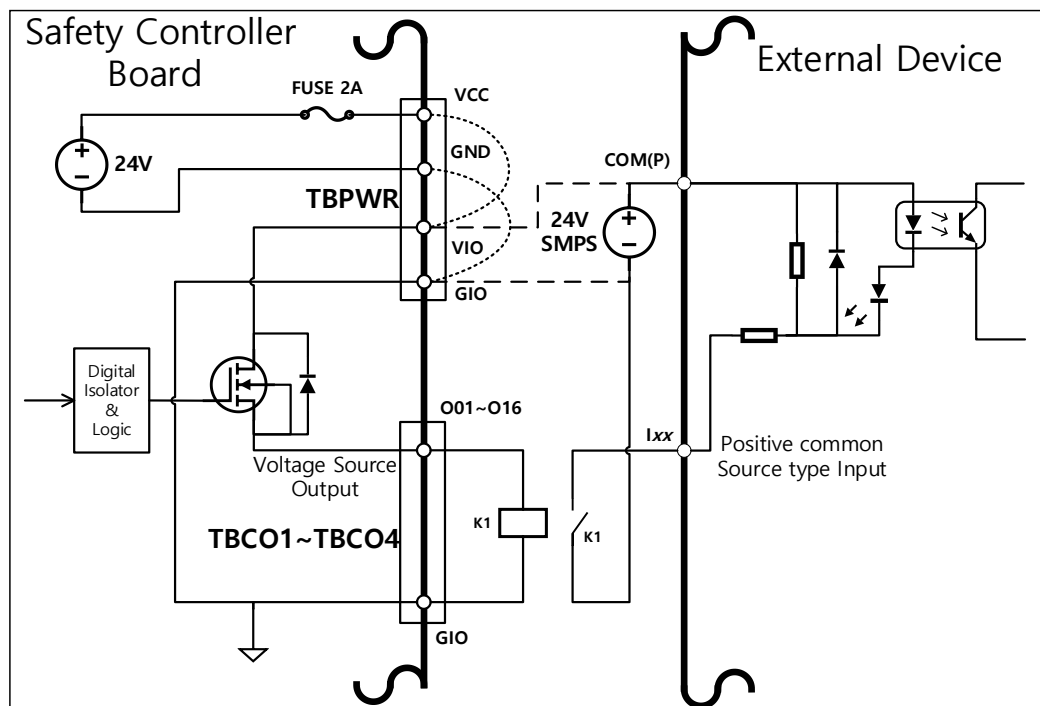 Safety Controller
Board
External Device
FUSE 2A
VCC
+
24V
−
GND
COM(P)
TBPWR
24V
SMPS
+
−
VIO
GIO
Digital
Isolator
&
Logic
O01~O16
Ixx
Voltage Source
Output
Positive common
Source type Input
TBCO1~TBCO4
K1
K1
GIO